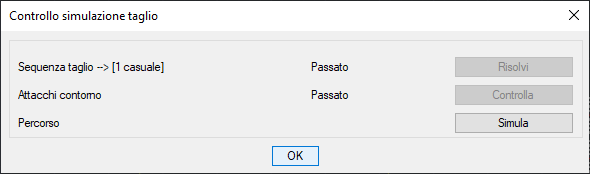 Controllo simulazione taglio
Sequenza taglio --> [1 casuale] Passato Risolvi
Attacchi contorno Passato Controlla
Percorso Simula
OK